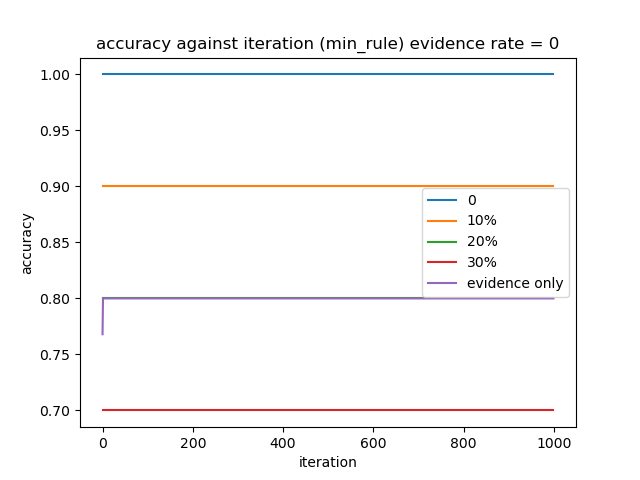 accuracy against iteration (min_rule) evidence rate = 0
1.00
0.95
0.90
0.85
0.80
0.75
0.70
accuracy
0
10%
20%
30%
evidence only
0 200 400 600 800 1000
iteration